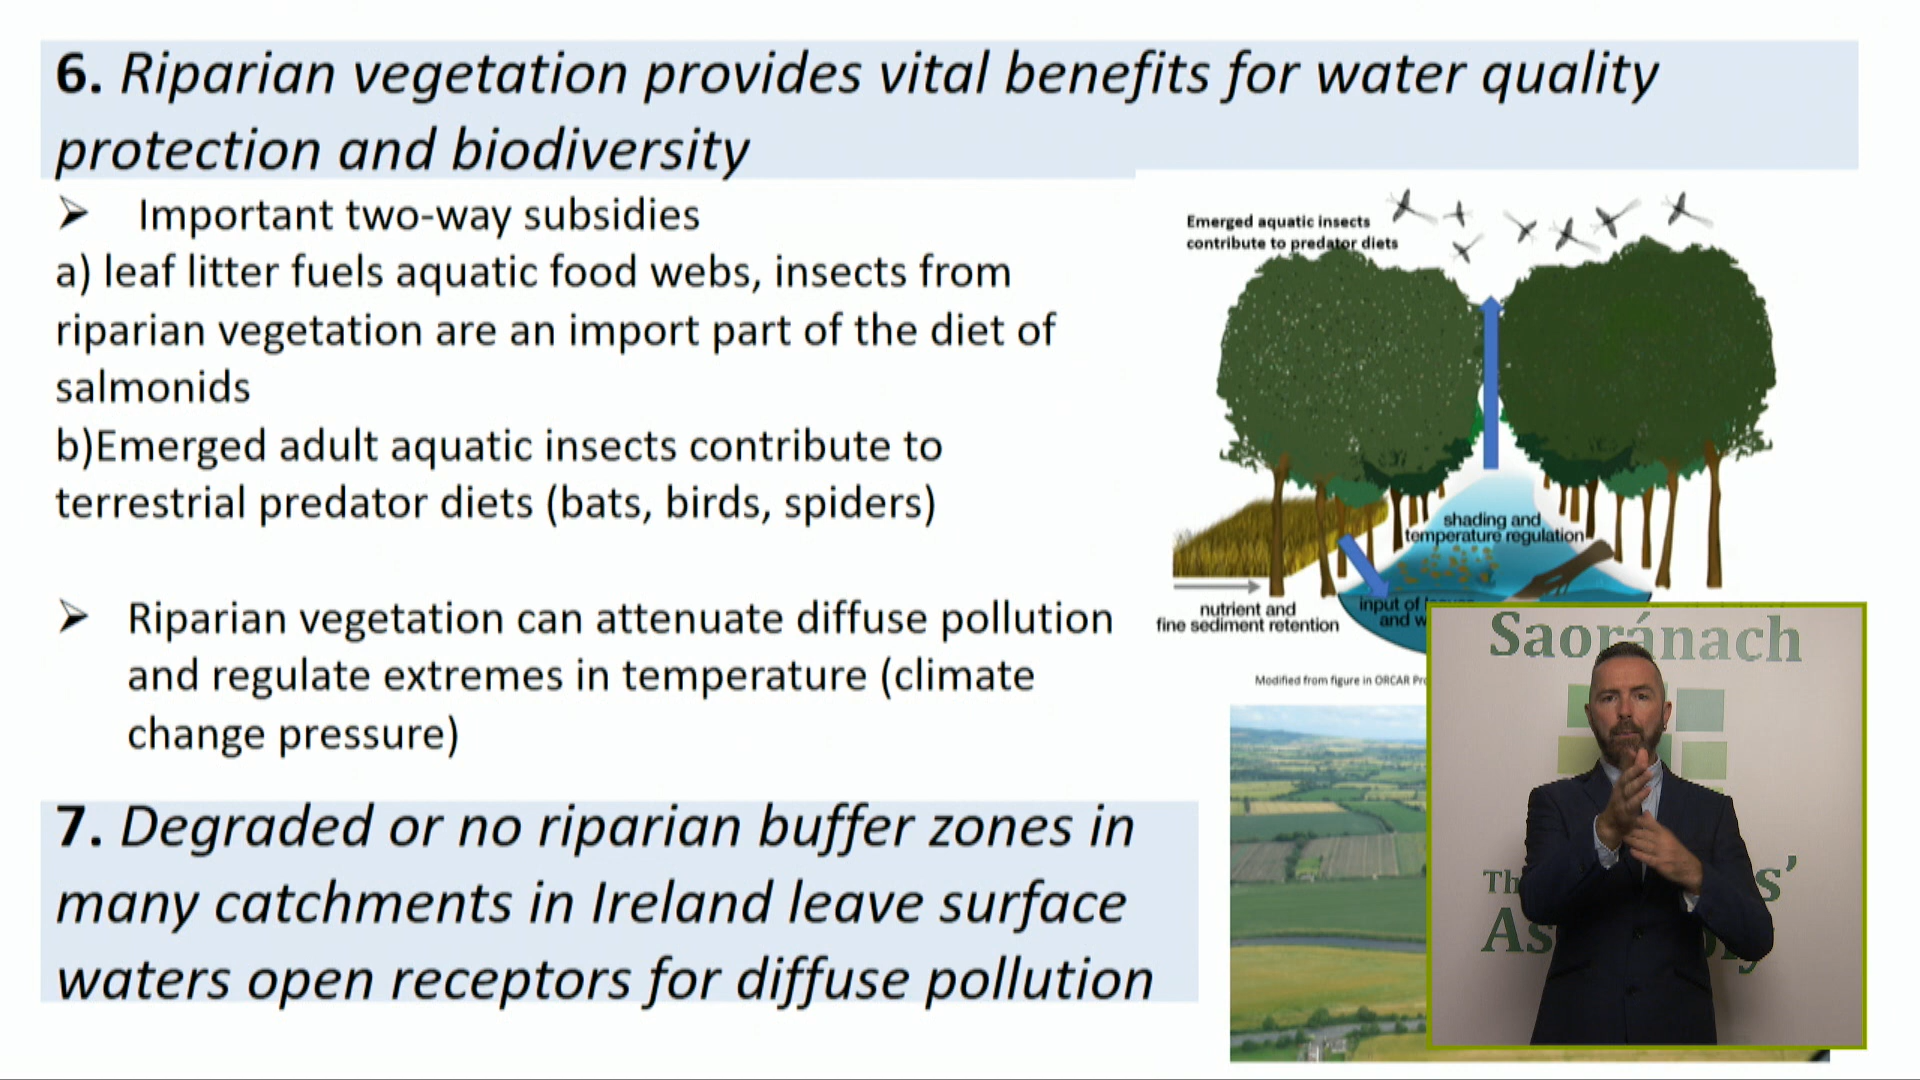 6. Riparian vegetation provides vital benefits for water quality
protection and biodiversity
➢ Important two-way subsidies
a) leaf litter fuels aquatic food webs, insects from
riparian vegetation are an import part of the diet of
salmonids
b)Emerged adult aquatic insects contribute to
terrestrial predator diets (bats, birds, spiders)
➢ Riparian vegetation can attenuate diffuse pollution
and regulate extremes in temperature (climate
change pressure)
7. Degraded or no riparian buffer zones in
many catchments in Ireland leave surface
waters open receptors for diffuse pollution
Emerged aquatic insects
contribute to predator diets
shading and
temperature regulation
nutrient and
fine sediment retention
input of
and
Modified from figure in ORCAR
Saoránach